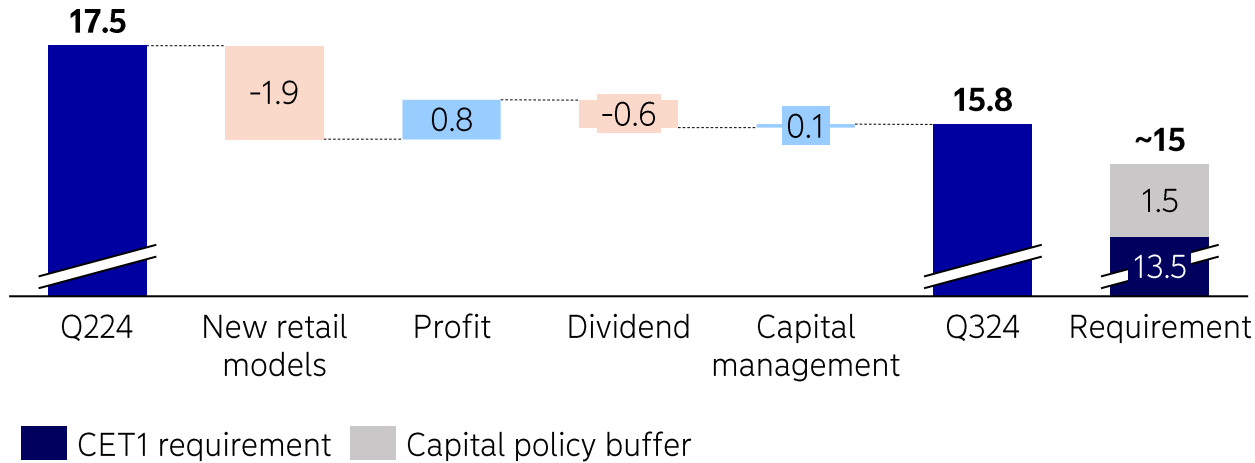 17.5
-1.9
0.8
-0.6
0.1
15.8
~15
1.5
13.5
Q224
New retail
models
Profit
Dividend
Capital
management
Q324
Requirement
CET1 requirement
Capital policy buffer